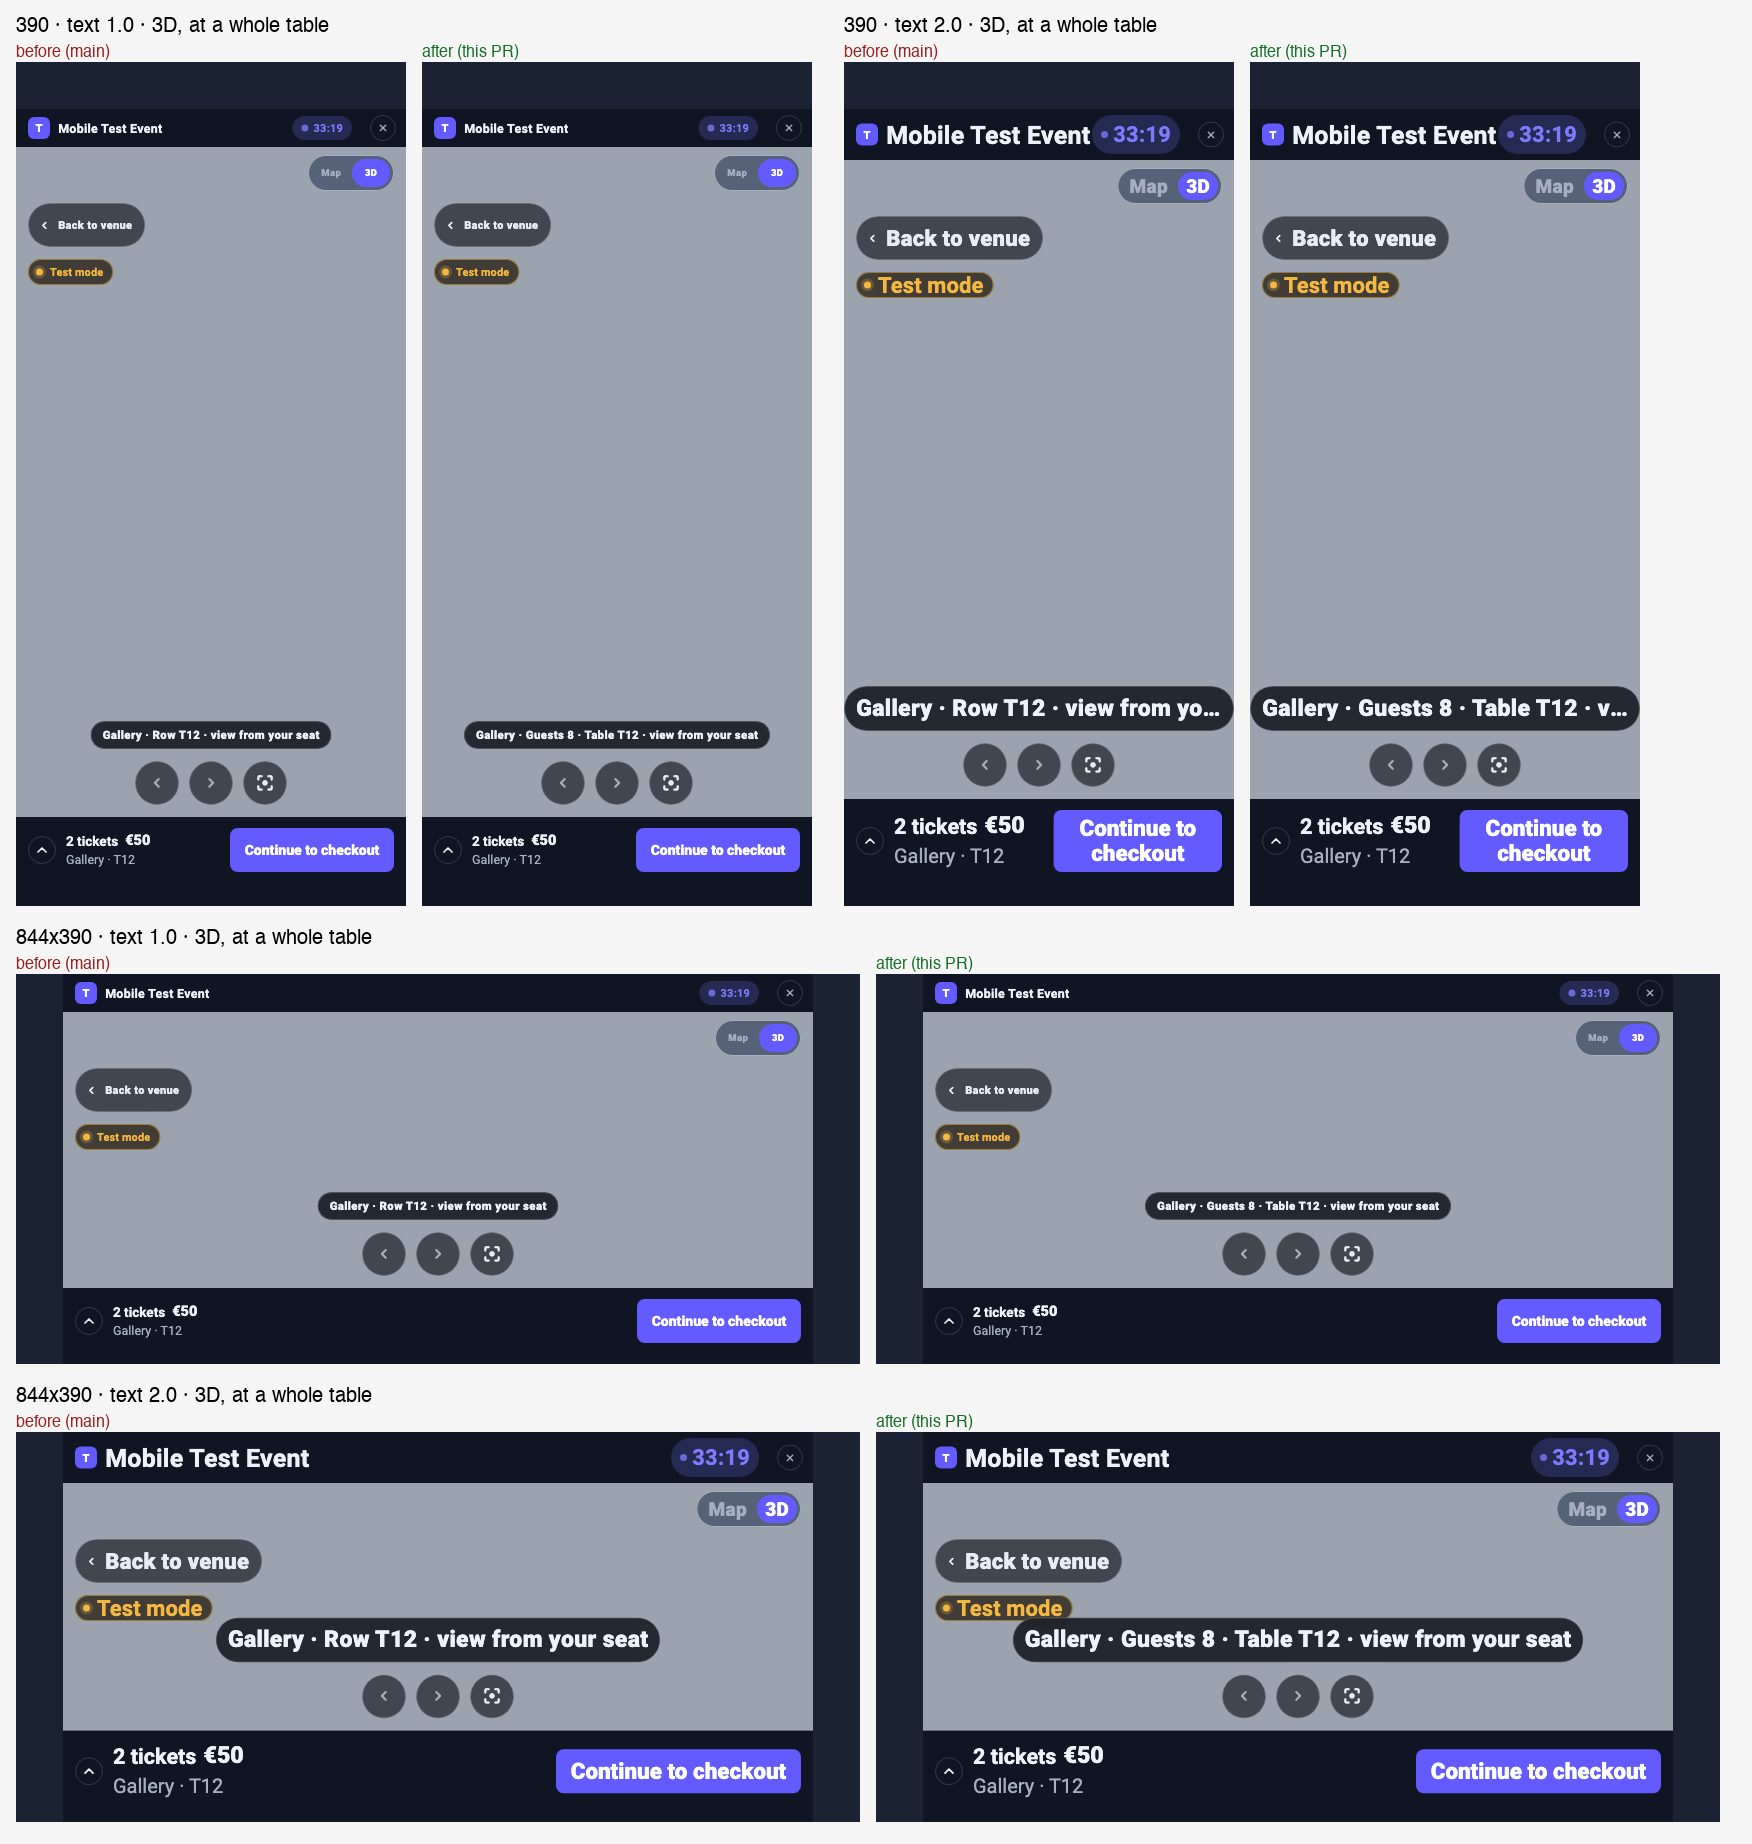 390 · text 1.0 · 3D, at a whole table
before (main)
T Mobile Test Event 33:19
Map 3D
Back to venue
Test mode
Gallery · Row T12 · view from your seat
2 tickets €50
Gallery · T12
Continue to checkout
after (this PR)
T Mobile Test Event 33:19
Map 3D
Back to venue
Test mode
Gallery · Guests 8 · Table T12 · view from your seat
2 tickets €50
Gallery · T12
Continue to checkout
390 · text 2.0 · 3D, at a whole table
before (main)
T Mobile Test Event 33:19
Map 3D
Back to venue
Test mode
Gallery · Row T12 · view from yo...
2 tickets €50
Gallery · T12
Continue to
checkout
after (this PR)
T Mobile Test Event 33:19
Map 3D
Back to venue
Test mode
Gallery · Guests 8 · Table T12 · v...
2 tickets €50
Gallery · T12
Continue to
checkout
844x390 · text 1.0 · 3D, at a whole table
before (main)
T Mobile Test Event 33:19
Map 3D
Back to venue
Test mode
Gallery · Row T12 · view from your seat
2 tickets €50
Gallery · T12
Continue to checkout
after (this PR)
T Mobile Test Event 33:19
Map 3D
Back to venue
Test mode
Gallery · Guests 8 · Table T12 · view from your seat
2 tickets €50
Gallery · T12
Continue to checkout
844x390 · text 2.0 · 3D, at a whole table
before (main)
T Mobile Test Event 33:19
Map 3D
Back to venue
Test mode
Gallery · Row T12 · view from your seat
2 tickets €50
Gallery · T12
Continue to checkout
after (this PR)
T Mobile Test Event 33:19
Map 3D
Back to venue
Test mode
Gallery · Guests 8 · Table T12 · view from your seat
2 tickets €50
Gallery · T12
Continue to checkout